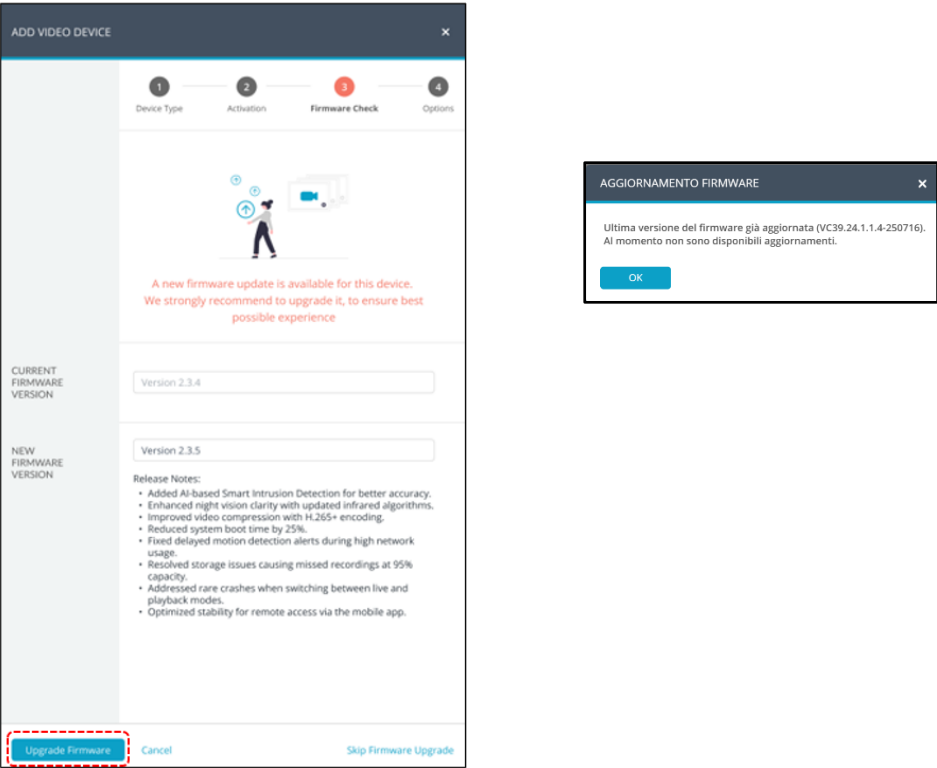 ADD VIDEO DEVICE
×
1
2
3
4
Device Type
Activation
Firmware Check
Options
A new firmware update is available for this device.
We strongly recommend to upgrade it, to ensure best
possible experience
CURRENT
FIRMWARE
VERSION
Version 2.3.4
NEW
FIRMWARE
VERSION
Version 2.3.5
Release Notes:
• Added AI-based Smart Intrusion Detection for better accuracy.
• Enhanced night vision clarity with updated infrared algorithms.
• Improved video compression with H.265+ encoding.
• Reduced system boot time by 25%.
• Fixed delayed motion detection alerts during high network
usage.
• Resolved storage issues causing missed recordings at 95%
capacity.
• Addressed rare crashes when switching between live and
playback modes.
• Optimized stability for remote access via the mobile app.
Upgrade Firmware
Cancel
Skip Firmware Upgrade
AGGIORNAMENTO FIRMWARE
×
Ultima versione del firmware già aggiornata (VC39.24.1.1.4-250716).
Al momento non sono disponibili aggiornamenti.
OK